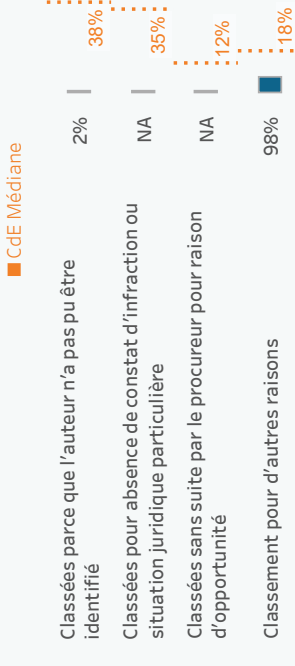 CdE Médiane
Classées parce que l'auteur n'a pas pu être
identifié
2%
38%
Classées pour absence de constat d'infraction ou
situation juridique particulière
NA
35%
Classées sans suite par le procureur pour raison
d'opportunité
NA
12%
Classement pour d'autres raisons
98%
18%